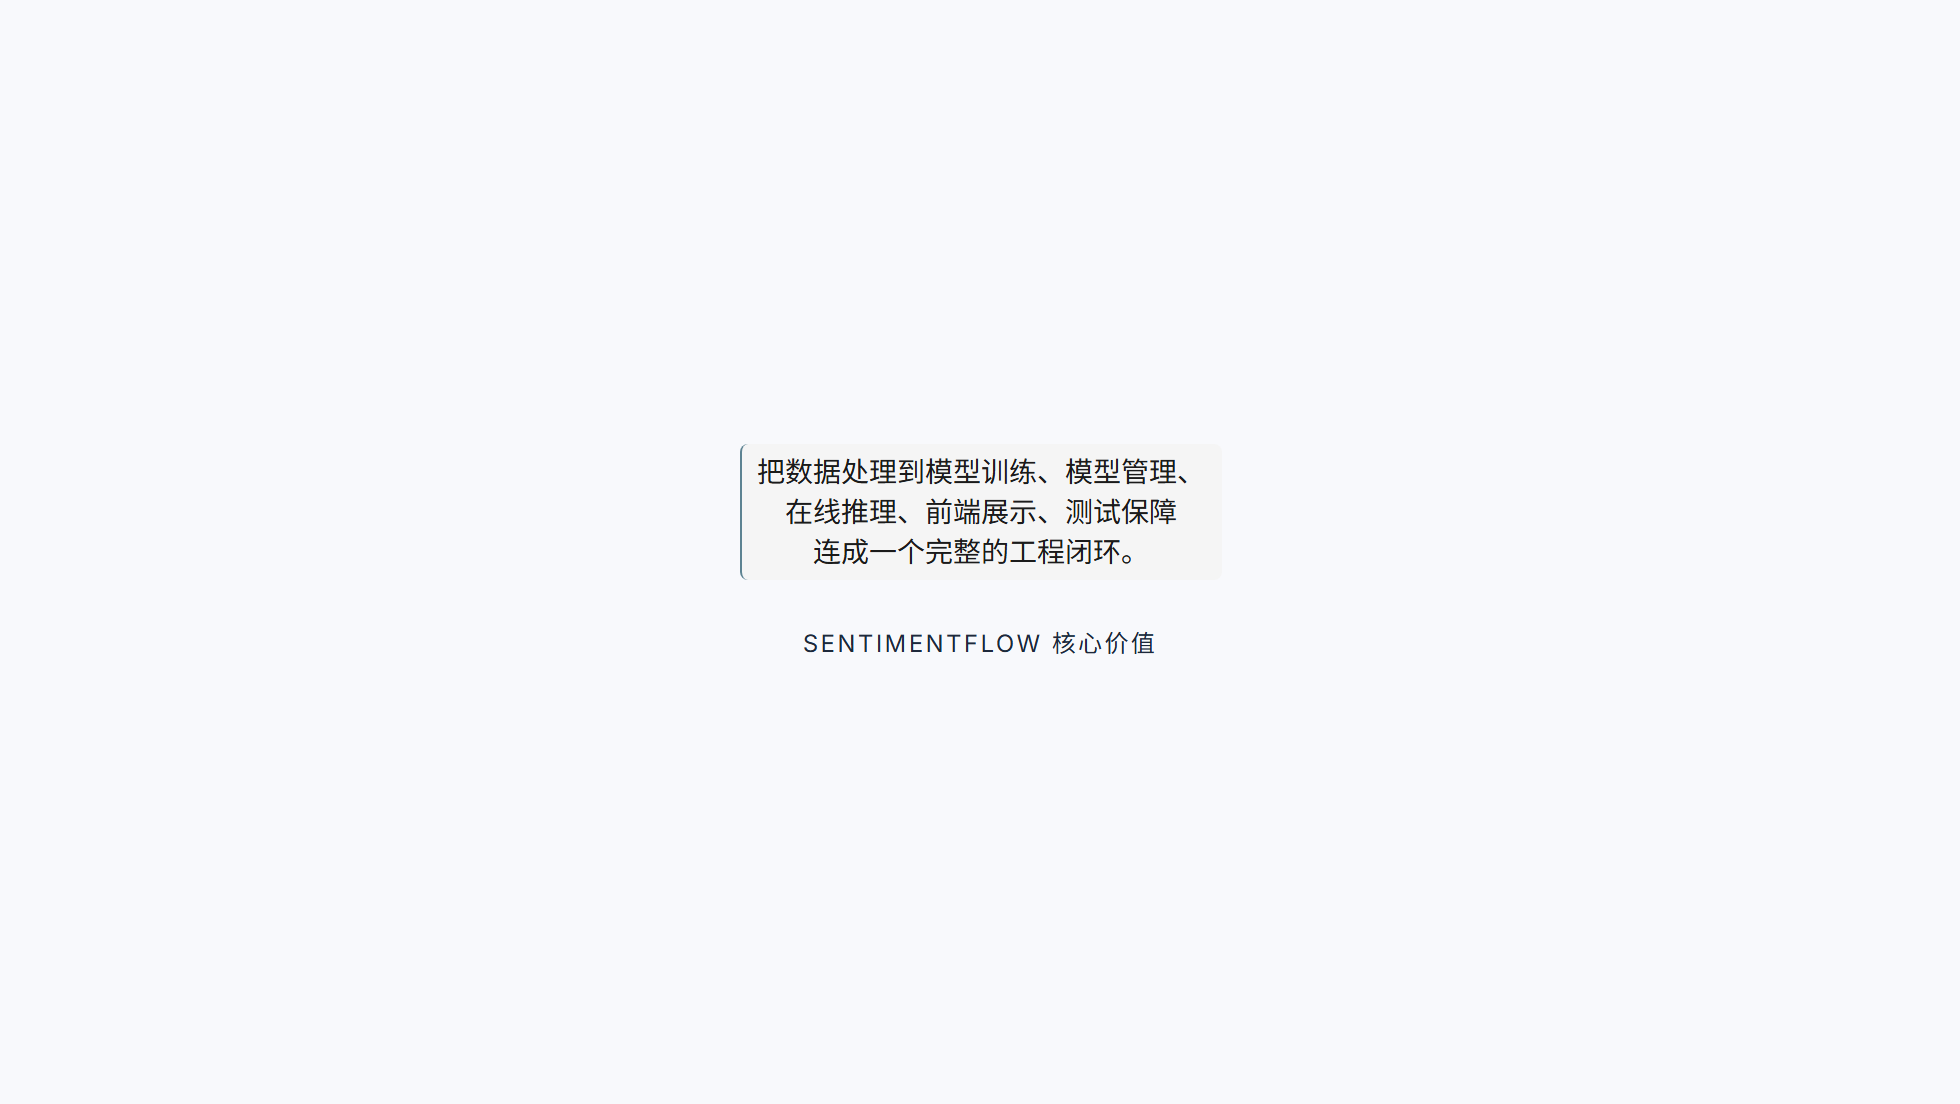 把数据处理到模型训练、模型管理、
在线推理、前端展示、测试保障
连成一个完整的工程闭环。
SENTIMENTFLOW 核心价值